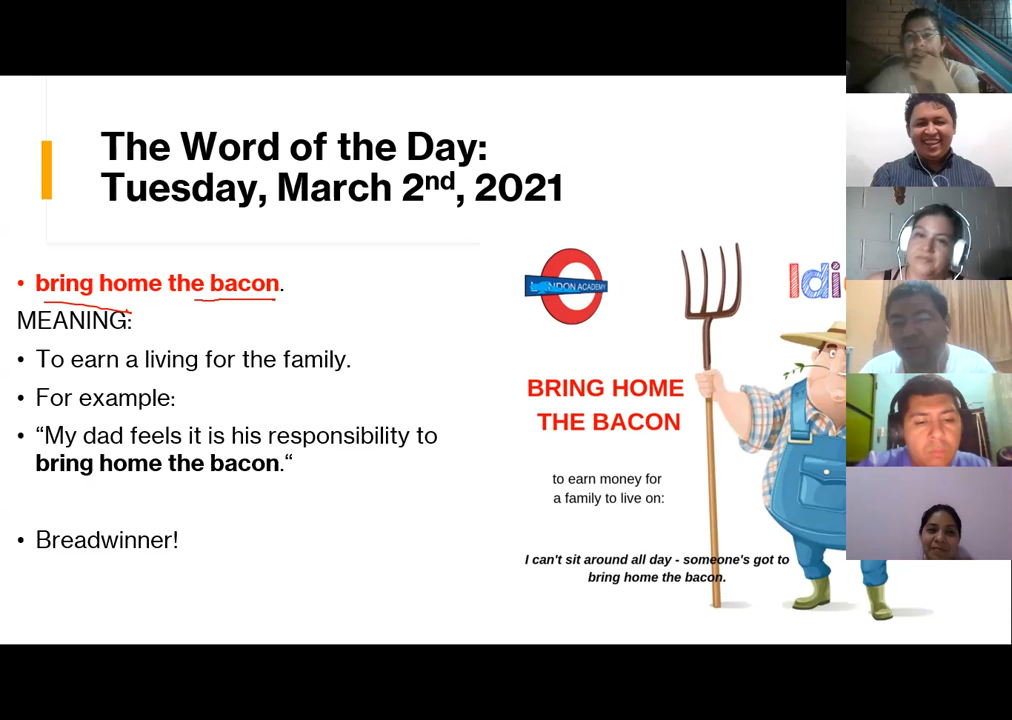 The Word of the Day:
Tuesday, March 2nd, 2021
• bring home the bacon.
MEANING:
• To earn a living for the family.
• For example:
• “My dad feels it is his responsibility to
bring home the bacon.“
• Breadwinner!
LONDON ACADEMY
Idi
BRING HOME
THE BACON
to earn money for
a family to live on:
I can't sit around all day - someone's got to
bring home the bacon.